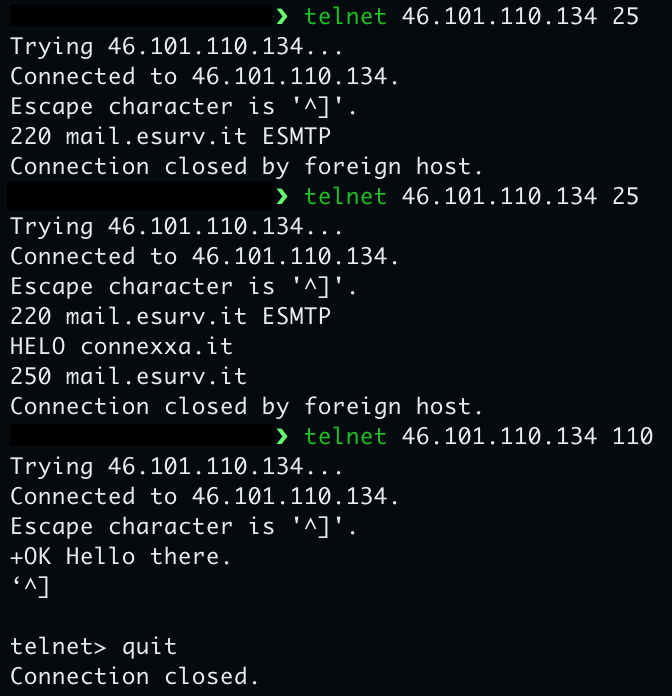 ❯ telnet 46.101.110.134 25
Trying 46.101.110.134...
Connected to 46.101.110.134.
Escape character is '^]'.
220 mail.esurv.it ESMTP
Connection closed by foreign host.
❯ telnet 46.101.110.134 25
Trying 46.101.110.134...
Connected to 46.101.110.134.
Escape character is '^]'.
220 mail.esurv.it ESMTP
HELO connexxa.it
250 mail.esurv.it
Connection closed by foreign host.
❯ telnet 46.101.110.134 110
Trying 46.101.110.134...
Connected to 46.101.110.134.
Escape character is '^]'.
+OK Hello there.
‘^]
telnet> quit
Connection closed.